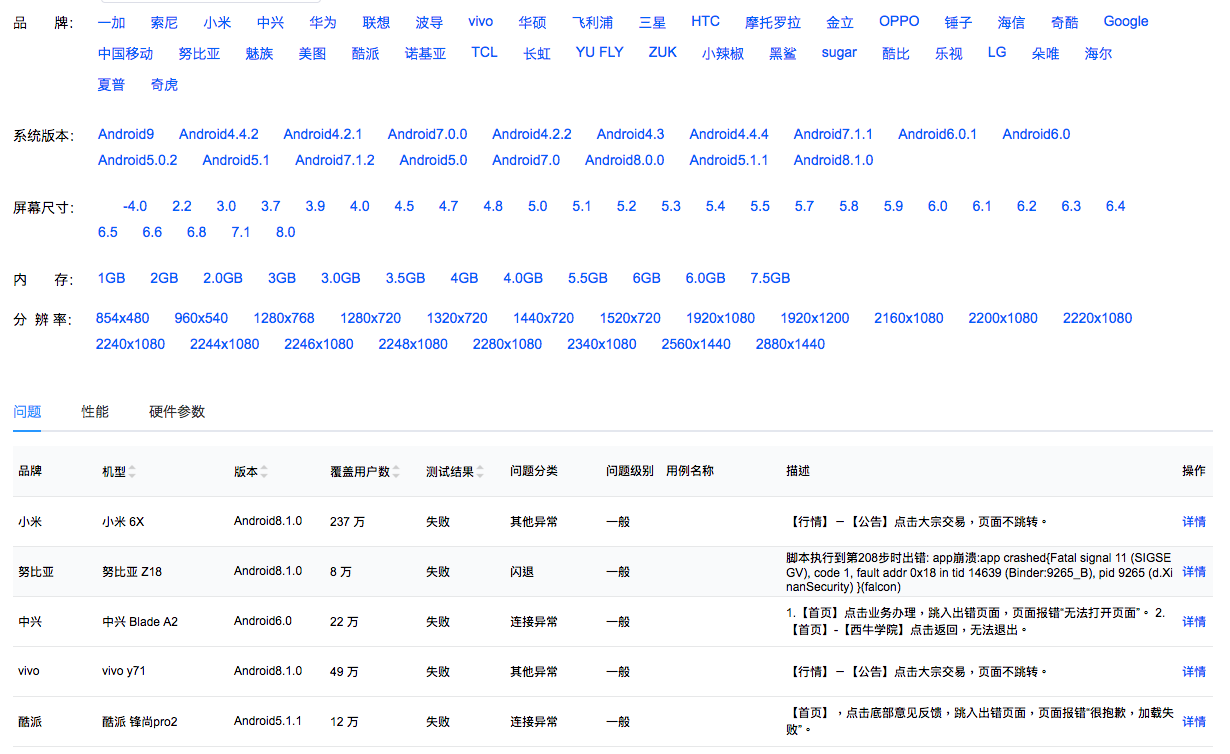 品 牌: 一加 索尼 小米 中兴 华为 联想 波导 vivo 华硕 飞利浦 三星 HTC 摩托罗拉 金立 OPPO 锤子 海信 奇酷 Google
中国移动 努比亚 魅族 美图 酷派 诺基亚 TCL 长虹 YU FLY ZUK 小辣椒 黑鲨 sugar 酷比 乐视 LG 朵唯 海尔
夏普 奇虎
系统版本: Android9 Android4.4.2 Android4.2.1 Android7.0.0 Android4.2.2 Android4.3 Android4.4.4 Android7.1.1 Android6.0.1 Android6.0
Android5.0.2 Android5.1 Android7.1.2 Android5.0 Android7.0 Android8.0.0 Android5.1.1 Android8.1.0
屏幕尺寸: -4.0 2.2 3.0 3.7 3.9 4.0 4.5 4.7 4.8 5.0 5.1 5.2 5.3 5.4 5.5 5.7 5.8 5.9 6.0 6.1 6.2 6.3 6.4
6.5 6.6 6.8 7.1 8.0
内 存: 1GB 2GB 2.0GB 3GB 3.0GB 3.5GB 4GB 4.0GB 5.5GB 6GB 6.0GB 7.5GB
分 辨 率: 854x480 960x540 1280x768 1280x720 1320x720 1440x720 1520x720 1920x1080 1920x1200 2160x1080 2200x1080 2220x1080
2240x1080 2244x1080 2246x1080 2248x1080 2280x1080 2340x1080 2560x1440 2880x1440
问题 性能 硬件参数
品牌 机型 版本 覆盖用户数 测试结果 问题分类 问题级别 用例名称 描述 操作
小米 小米 6X Android8.1.0 237 万 失败 其他异常 一般 【行情】－【公告】点击大宗交易，页面不跳转。 详情
努比亚 努比亚 Z18 Android8.1.0 8 万 失败 闪退 一般 脚本执行到第208步时出错: app崩溃:app crashed{Fatal signal 11 (SIGSE
GV), code 1, fault addr 0x18 in tid 14639 (Binder:9265_B), pid 9265 (d.Xi
nanSecurity) }(falcon) 详情
中兴 中兴 Blade A2 Android6.0 22 万 失败 连接异常 一般 1.【首页】点击业务办理，跳入出错页面，页面报错“无法打开页面”。 2.
【首页】-【西牛学院】点击返回，无法退出。 详情
vivo vivo y71 Android8.1.0 49 万 失败 其他异常 一般 【行情】－【公告】点击大宗交易，页面不跳转。 详情
酷派 酷派 锋尚pro2 Android5.1.1 12 万 失败 连接异常 一般 【首页】，点击底部意见反馈，跳入出错页面，页面报错“很抱歉，加载失
败”。 详情